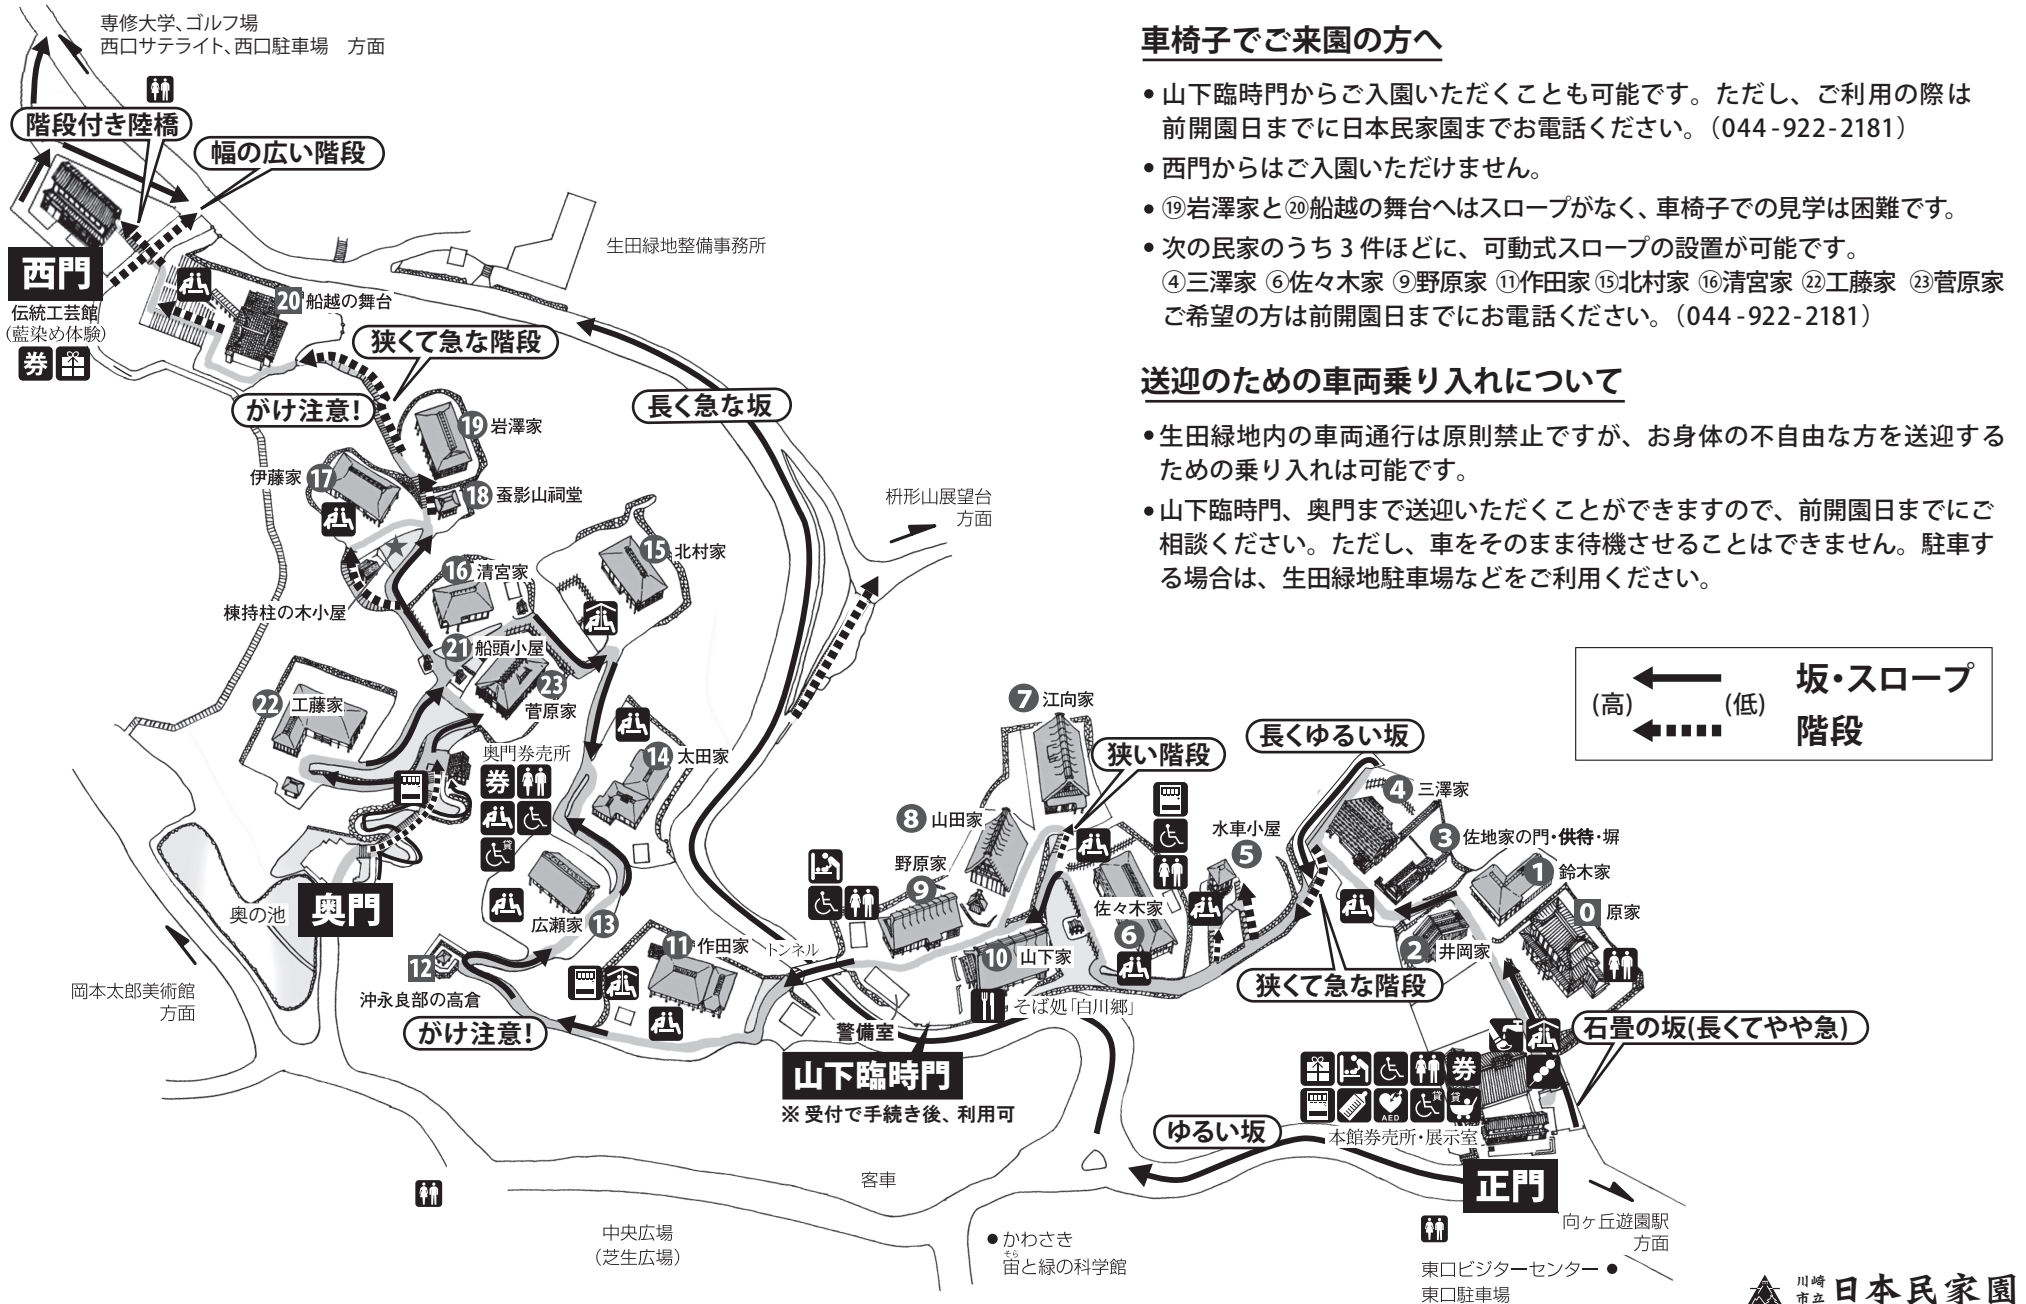 専修大学、ゴルフ場
西口サテライト、西口駐車場　方面
階段付き陸橋
幅の広い階段
西門
伝統工芸館
（藍染め体験）
券
生田緑地整備事務所
20 船越の舞台
狭くて急な階段
がけ注意！
長く急な坂
19 岩澤家
伊藤家 17
18 蚕影山祠堂
枡形山展望台
方面
15 北村家
16 清宮家
棟持柱の木小屋
21 船頭小屋
23
菅原家
22 工藤家
奥門券売所
券
貸
14 太田家
奥の池
奥門
広瀬家 13
岡本太郎美術館
方面
12
沖永良部の高倉
がけ注意！
11 作田家
トンネル
警備室
山下臨時門
※ 受付で手続き後、利用可
7 江向家
狭い階段
8 山田家
野原家
9
佐々木家
6
10 山下家
そば処「白川郷」
長くゆるい坂
水車小屋
5
4 三澤家
3 佐地家の門・供待・塀
1 鈴木家
0 原家
2 井岡家
狭くて急な階段
石畳の坂(長くてやや急)
券
AED
貸
貸
本館券売所・展示室
ゆるい坂
正門
向ヶ丘遊園駅
方面
客車
中央広場
（芝生広場）
● かわさき
そら
宙と緑の科学館
東口ビジターセンター ●
東口駐車場
川崎
市立
日本民家園
車椅子でご来園の方へ
• 山下臨時門からご入園いただくことも可能です。ただし、ご利用の際は
前開園日までに日本民家園までお電話ください。（044-922-2181）
• 西門からはご入園いただけません。
• ⑲岩澤家と⑳船越の舞台へはスロープがなく、車椅子での見学は困難です。
• 次の民家のうち 3 件ほどに、可動式スロープの設置が可能です。
④三澤家 ⑥佐々木家 ⑨野原家 ⑪作田家 ⑮北村家 ⑯清宮家 ㉒工藤家 ㉓菅原家
ご希望の方は前開園日までにお電話ください。（044-922-2181）
送迎のための車両乗り入れについて
• 生田緑地内の車両通行は原則禁止ですが、お身体の不自由な方を送迎する
ための乗り入れは可能です。
• 山下臨時門、奥門まで送迎いただくことができますので、前開園日までにご
相談ください。ただし、車をそのまま待機させることはできません。駐車す
る場合は、生田緑地駐車場などをご利用ください。
(高) (低)
坂・スロープ
階段